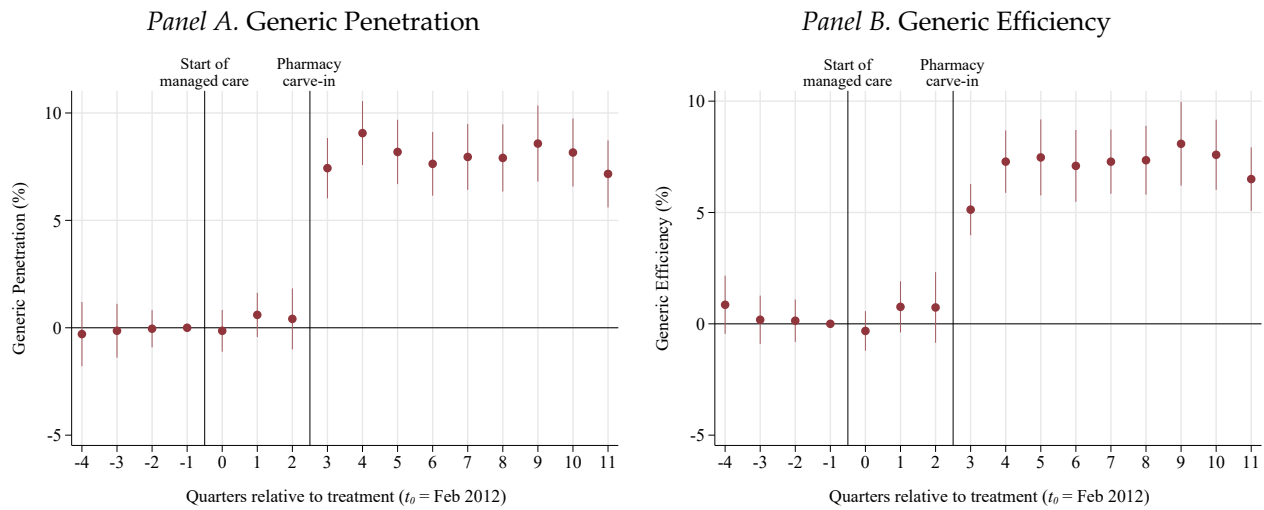 Panel A. Generic Penetration
Start of
managed care
Pharmacy
carve-in
10
5
0
-5
Generic Penetration (%)
-4 -3 -2 -1 0 1 2 3 4 5 6 7 8 9 10 11
Quarters relative to treatment (t0 = Feb 2012)
Panel B. Generic Efficiency
Start of
managed care
Pharmacy
carve-in
10
5
0
-5
Generic Efficiency (%)
-4 -3 -2 -1 0 1 2 3 4 5 6 7 8 9 10 11
Quarters relative to treatment (t0 = Feb 2012)